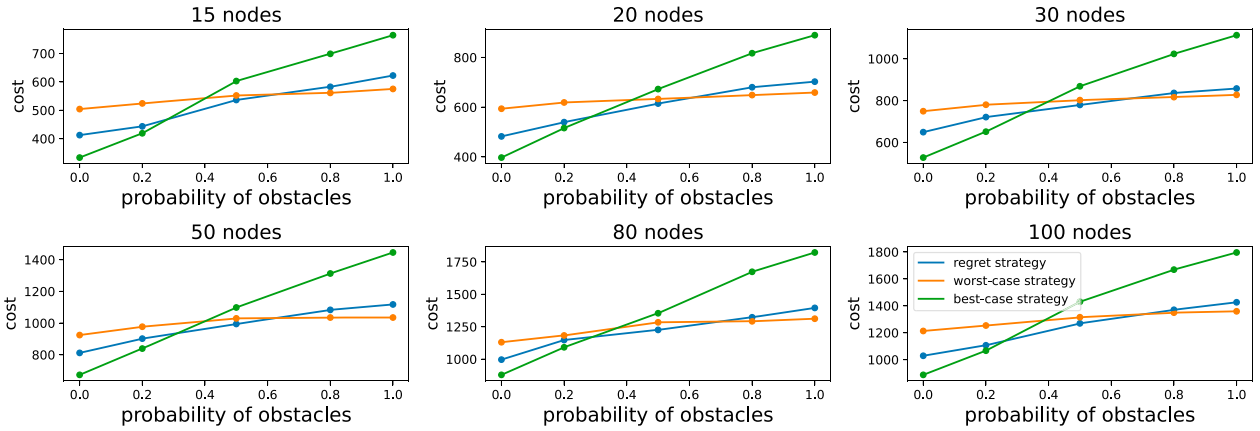 15 nodes
700
600
500
400
cost
0.0 0.2 0.4 0.6 0.8 1.0
probability of obstacles
20 nodes
800
600
400
cost
0.0 0.2 0.4 0.6 0.8 1.0
probability of obstacles
30 nodes
1000
800
600
cost
0.0 0.2 0.4 0.6 0.8 1.0
probability of obstacles
50 nodes
1400
1200
1000
800
cost
0.0 0.2 0.4 0.6 0.8 1.0
probability of obstacles
80 nodes
1750
1500
1250
1000
cost
0.0 0.2 0.4 0.6 0.8 1.0
probability of obstacles
100 nodes
1800
1600
1400
1200
1000
cost
regret strategy
worst-case strategy
best-case strategy
0.0 0.2 0.4 0.6 0.8 1.0
probability of obstacles